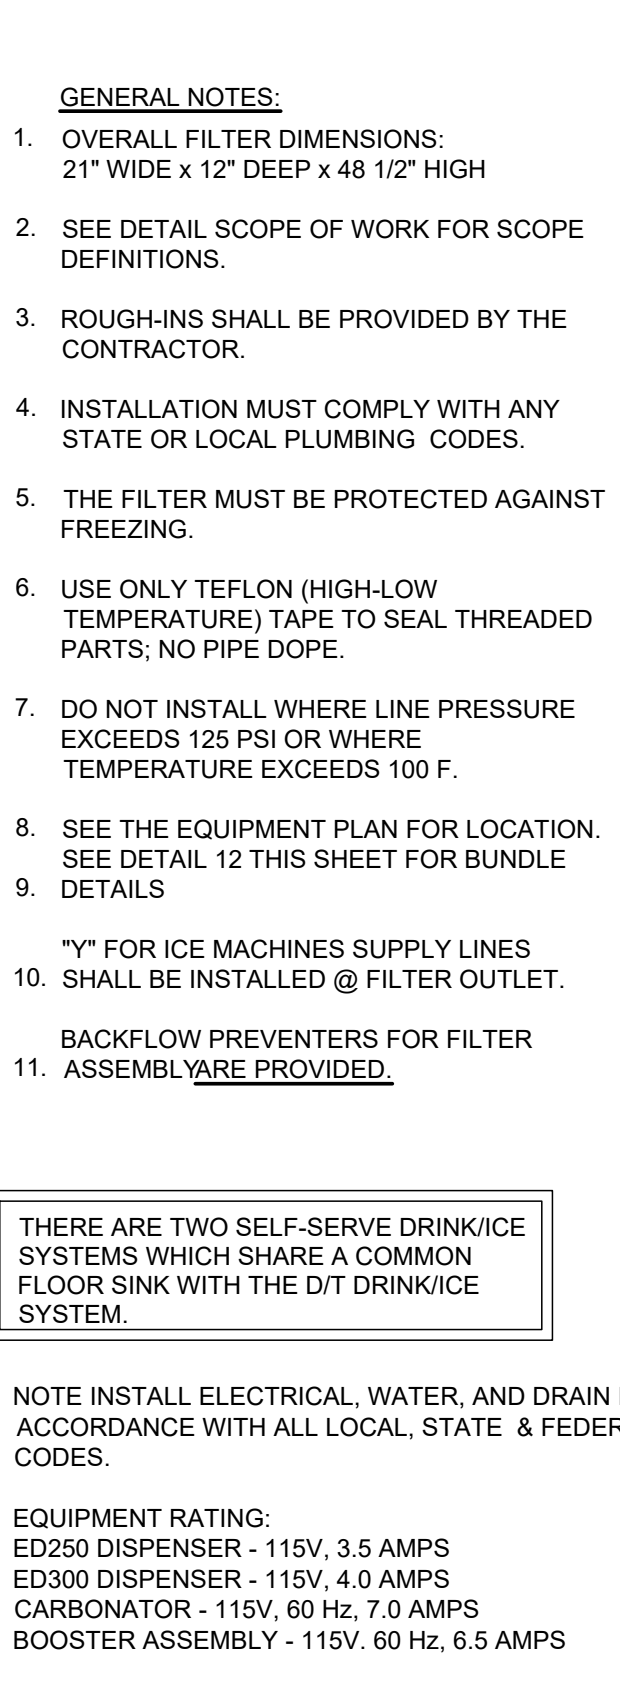 GENERAL NOTES:
1. OVERALL FILTER DIMENSIONS:
21" WIDE x 12" DEEP x 48 1/2" HIGH
2. SEE DETAIL SCOPE OF WORK FOR SCOPE
DEFINITIONS.
3. ROUGH-INS SHALL BE PROVIDED BY THE
CONTRACTOR.
4. INSTALLATION MUST COMPLY WITH ANY
STATE OR LOCAL PLUMBING CODES.
5. THE FILTER MUST BE PROTECTED AGAINST
FREEZING.
6. USE ONLY TEFLON (HIGH-LOW
TEMPERATURE) TAPE TO SEAL THREADED
PARTS; NO PIPE DOPE.
7. DO NOT INSTALL WHERE LINE PRESSURE
EXCEEDS 125 PSI OR WHERE
TEMPERATURE EXCEEDS 100 F.
8. SEE THE EQUIPMENT PLAN FOR LOCATION.
SEE DETAIL 12 THIS SHEET FOR BUNDLE
9. DETAILS
"Y" FOR ICE MACHINES SUPPLY LINES
10. SHALL BE INSTALLED @ FILTER OUTLET.
BACKFLOW PREVENTERS FOR FILTER
11. ASSEMBLY ARE PROVIDED.
THERE ARE TWO SELF-SERVE DRINK/ICE
SYSTEMS WHICH SHARE A COMMON
FLOOR SINK WITH THE D/T DRINK/ICE
SYSTEM.
NOTE INSTALL ELECTRICAL, WATER, AND DRAIN
ACCORDANCE WITH ALL LOCAL, STATE & FEDER
CODES.
EQUIPMENT RATING:
ED250 DISPENSER - 115V, 3.5 AMPS
ED300 DISPENSER - 115V, 4.0 AMPS
CARBONATOR - 115V, 60 Hz, 7.0 AMPS
BOOSTER ASSEMBLY - 115V. 60 Hz, 6.5 AMPS